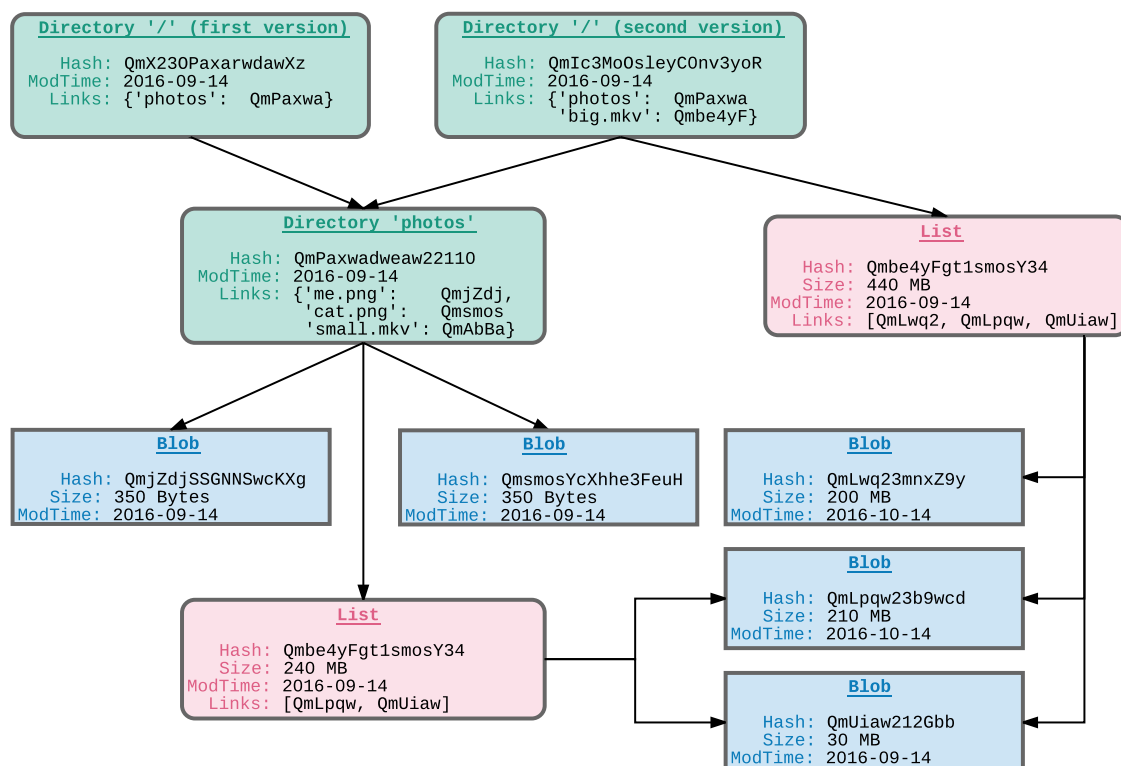 Directory '/' (first version)
Hash: QmX23OPaxarwdawXz
ModTime: 2016-09-14
Links: {'photos': QmPaxwa}
Directory '/' (second version)
Hash: QmIc3MoOsleyCOnv3yoR
ModTime: 2016-09-14
Links: {'photos': QmPaxwa
'big.mkv': Qmbe4yF}
Directory 'photos'
Hash: QmPaxwadweaw22110
ModTime: 2016-09-14
Links: {'me.png': QmjZdj,
'cat.png': Qmsmos
'small.mkv': QmAbBa}
List
Hash: Qmbe4yFgt1smosY34
Size: 440 MB
ModTime: 2016-09-14
Links: [QmLwq2, QmLpqw, QmUiaw]
Blob
Hash: QmjZdjSSGNNSwcKXg
Size: 350 Bytes
ModTime: 2016-09-14
Blob
Hash: QmsmosYcXhhe3FeuH
Size: 350 Bytes
ModTime: 2016-09-14
Blob
Hash: QmLwq23mnxZ9y
Size: 200 MB
ModTime: 2016-10-14
Blob
Hash: QmLpqw23b9wcd
Size: 210 MB
ModTime: 2016-10-14
List
Hash: Qmbe4yFgt1smosY34
Size: 240 MB
ModTime: 2016-09-14
Links: [QmLpqw, QmUiaw]
Blob
Hash: QmUiaw212Gbb
Size: 30 MB
ModTime: 2016-09-14